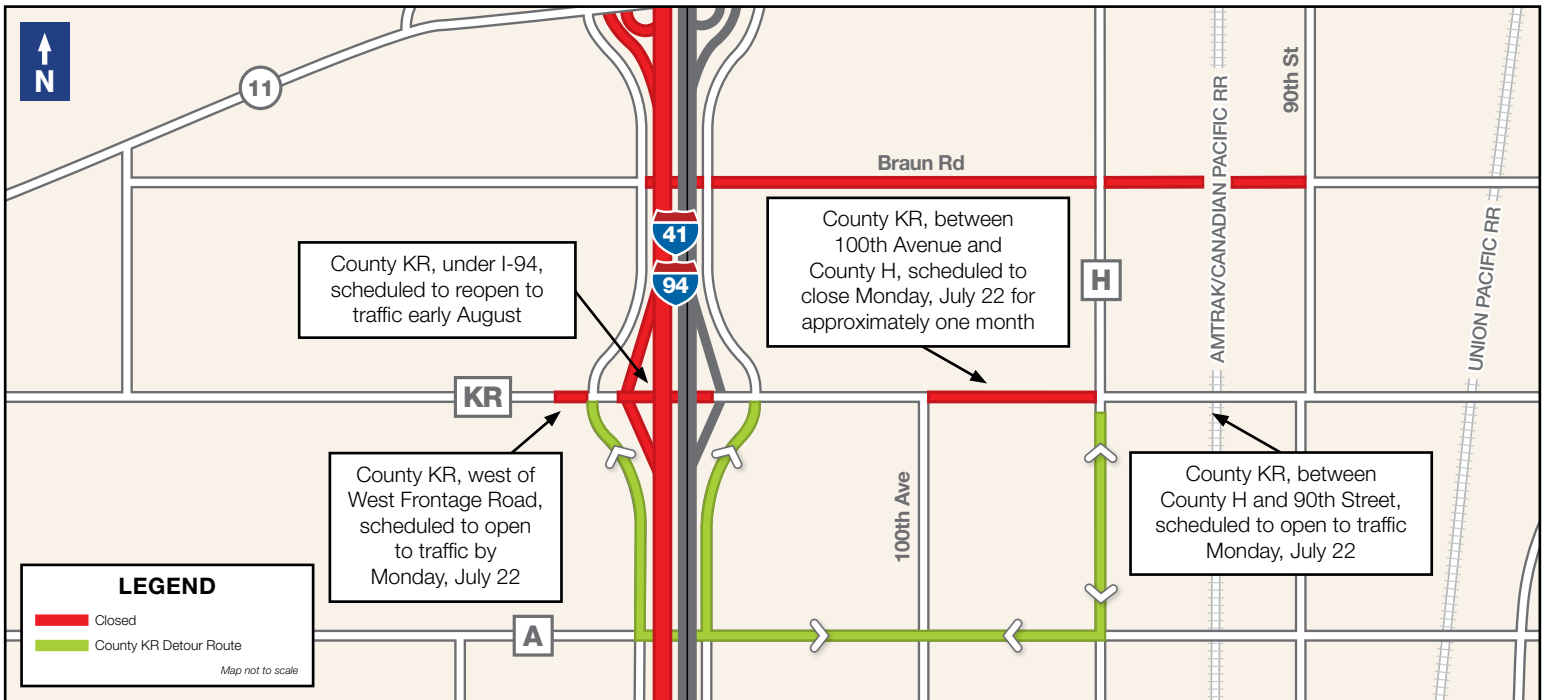 N
11
90th St
AMTRAK/CANADIAN PACIFIC RR
Braun Rd
41
94
County KR, under I-94,
scheduled to reopen to
traffic early August
County KR, between
100th Avenue and
County H, scheduled to
close Monday, July 22 for
approximately one month
H
UNION PACIFIC RR
KR
County KR, west of
West Frontage Road,
scheduled to open
to traffic by
Monday, July 22
100th Ave
County KR, between
County H and 90th Street,
scheduled to open to traffic
Monday, July 22
A
LEGEND
Closed
County KR Detour Route
Map not to scale